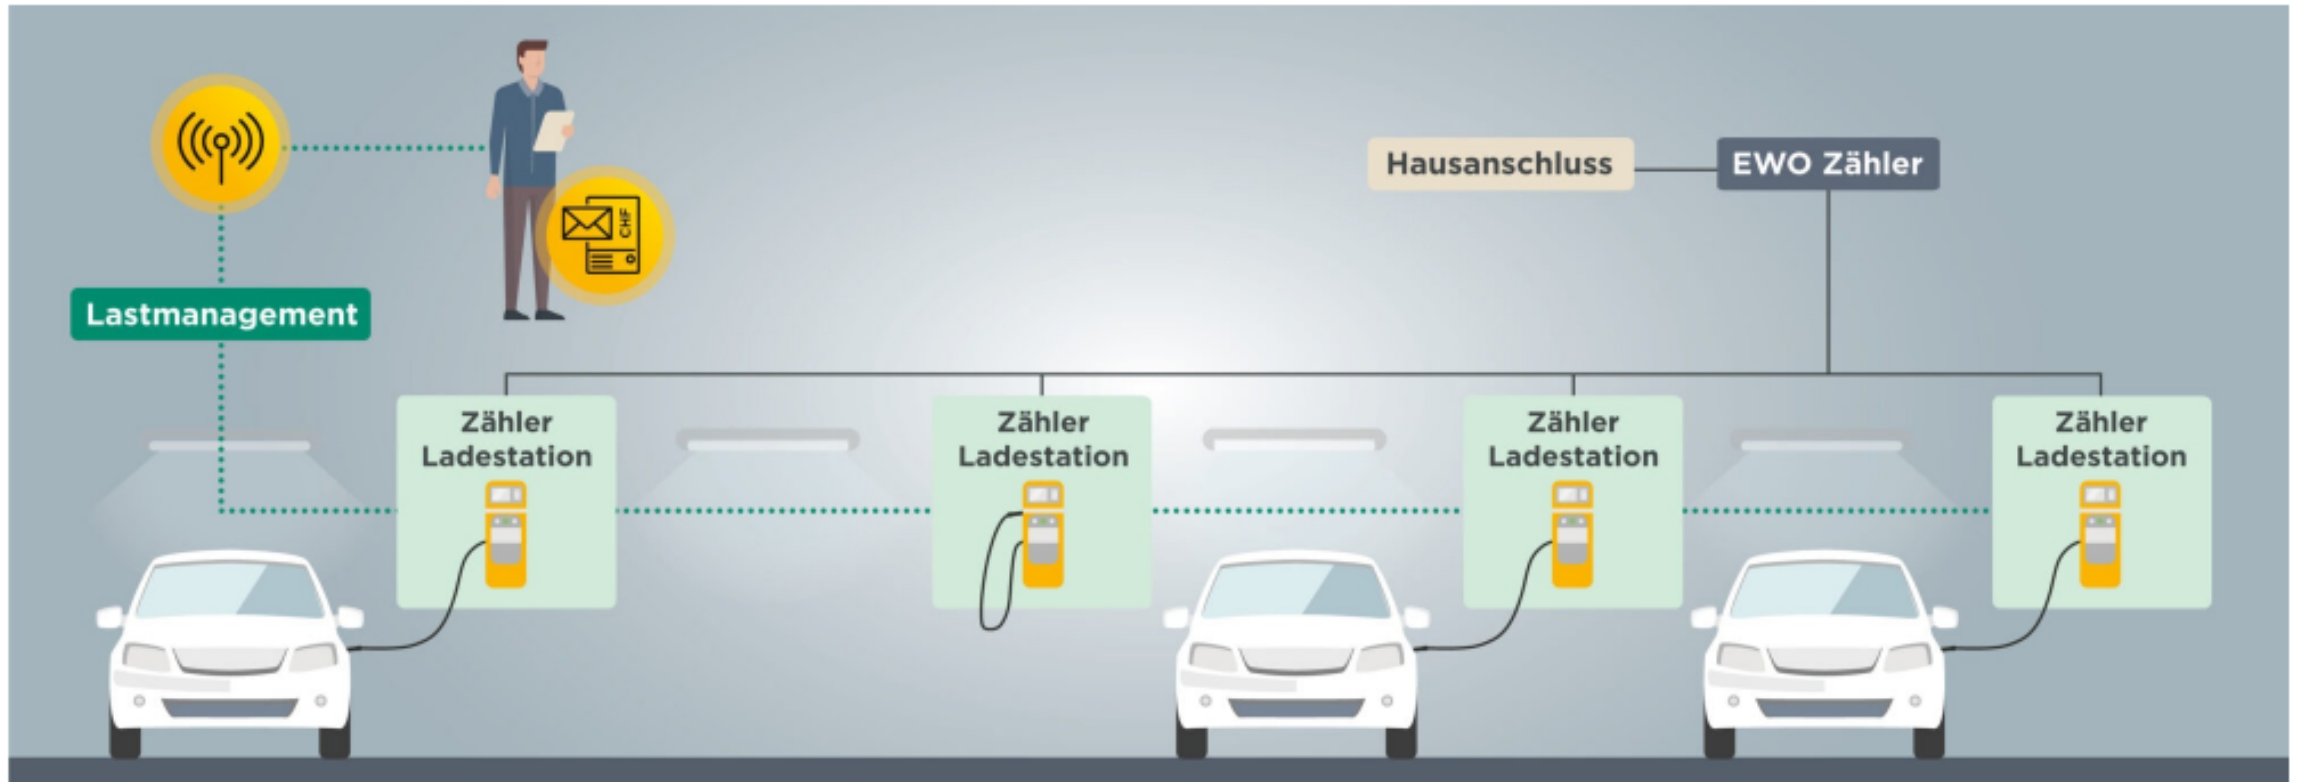 CHF
Hausanschluss
EWO Zähler
Lastmanagement
Zähler
Ladestation
Zähler
Ladestation
Zähler
Ladestation
Zähler
Ladestation